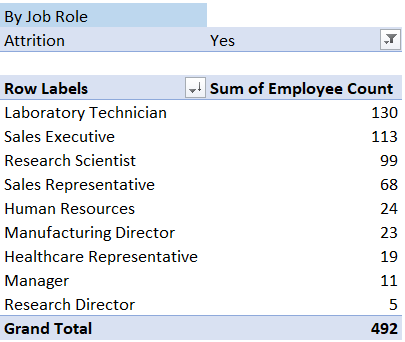 By Job Role
Attrition Yes
Row Labels Sum of Employee Count
Laboratory Technician 130
Sales Executive 113
Research Scientist 99
Sales Representative 68
Human Resources 24
Manufacturing Director 23
Healthcare Representative 19
Manager 11
Research Director 5
Grand Total 492